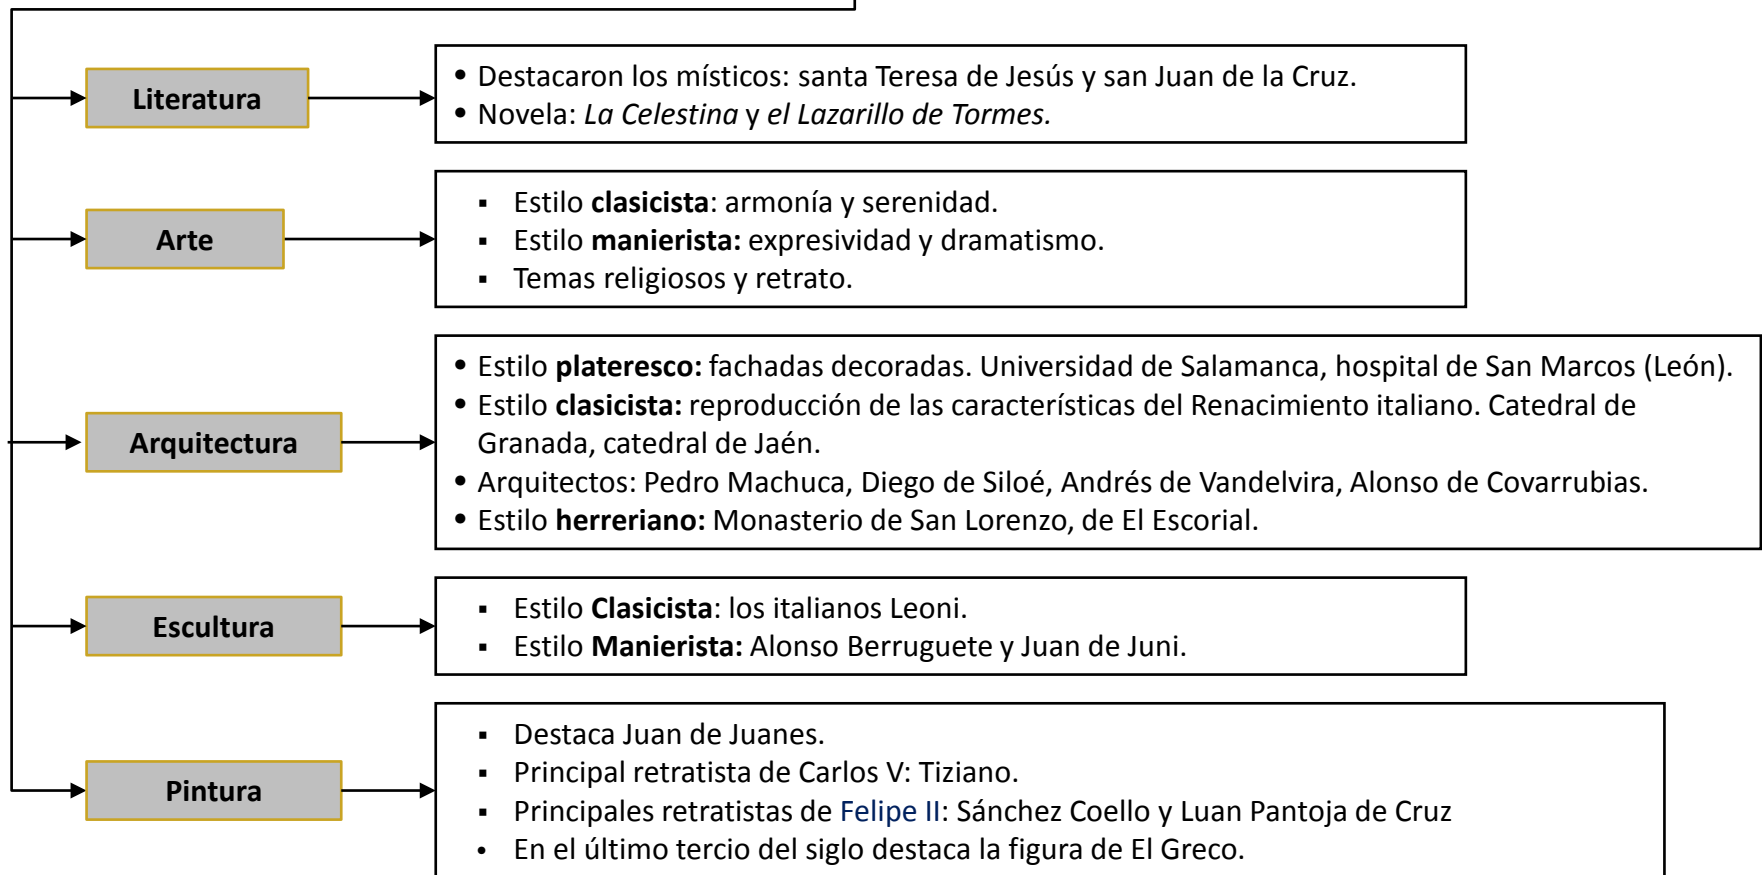 Literatura
• Destacaron los místicos: santa Teresa de Jesús y san Juan de la Cruz.
• Novela: La Celestina y el Lazarillo de Tormes.
Arte
▪ Estilo clasicista: armonía y serenidad.
▪ Estilo manierista: expresividad y dramatismo.
▪ Temas religiosos y retrato.
Arquitectura
• Estilo plateresco: fachadas decoradas. Universidad de Salamanca, hospital de San Marcos (León).
• Estilo clasicista: reproducción de las características del Renacimiento italiano. Catedral de
Granada, catedral de Jaén.
• Arquitectos: Pedro Machuca, Diego de Siloé, Andrés de Vandelvira, Alonso de Covarrubias.
• Estilo herreriano: Monasterio de San Lorenzo, de El Escorial.
Escultura
▪ Estilo Clasicista: los italianos Leoni.
▪ Estilo Manierista: Alonso Berruguete y Juan de Juni.
Pintura
▪ Destaca Juan de Juanes.
▪ Principal retratista de Carlos V: Tiziano.
▪ Principales retratistas de Felipe II: Sánchez Coello y Luan Pantoja de Cruz
• En el último tercio del siglo destaca la figura de El Greco.